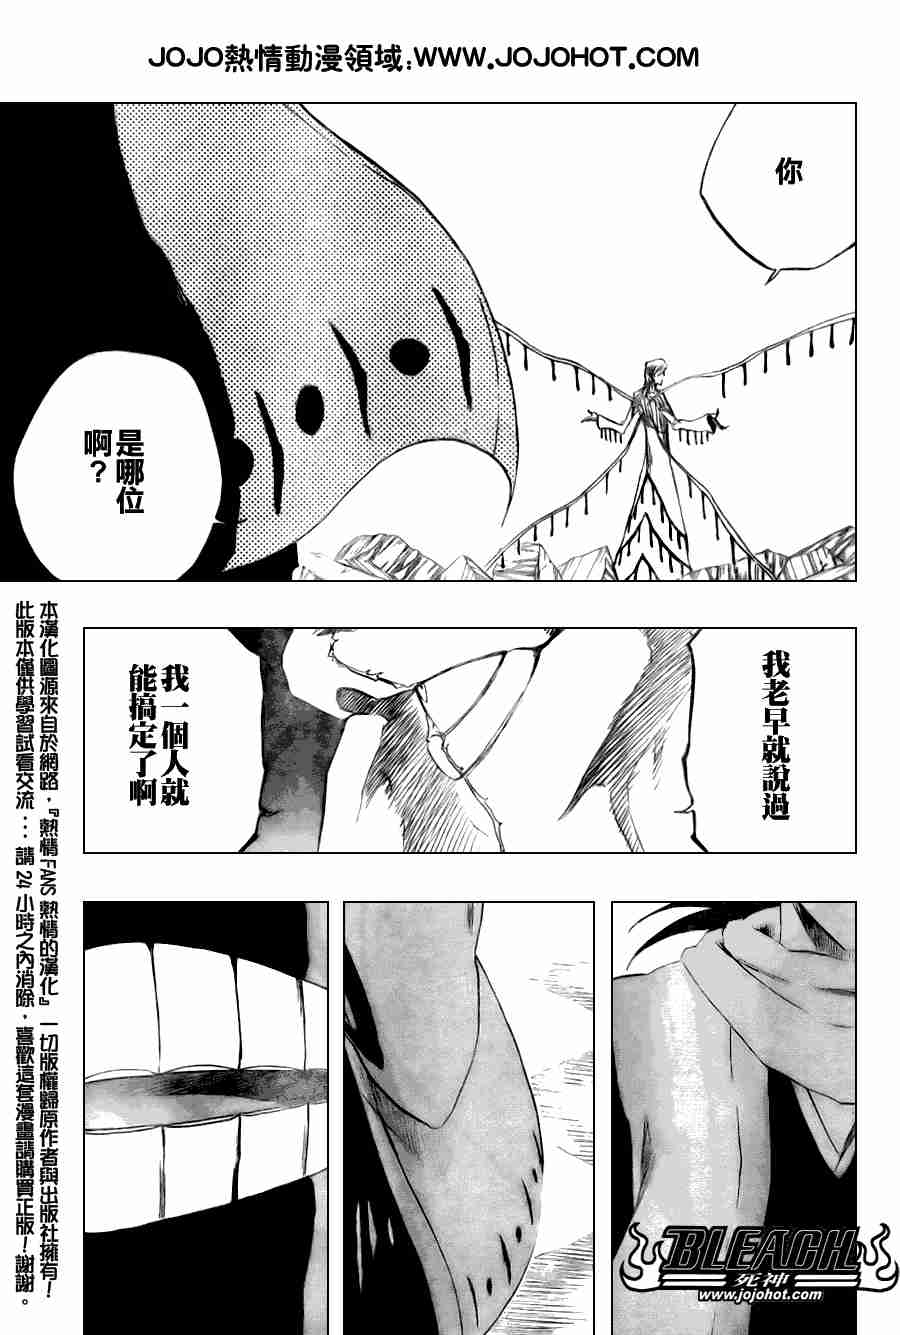 JOJO熱情動漫領域:WWW.JOJOHOT.COM
你
是哪位
啊?
我老早就說過
我一個人就
能搞定了啊
本漢化圖源來自於網路,『熱情FANS 熱情的漢化』一切版權歸原作者與出版社擁有!
此版本僅供學習試看交流...請24小時之內消除,喜歡這套漫畫請購買正版!謝謝。
BLEACH
死神
www.jojohot.com